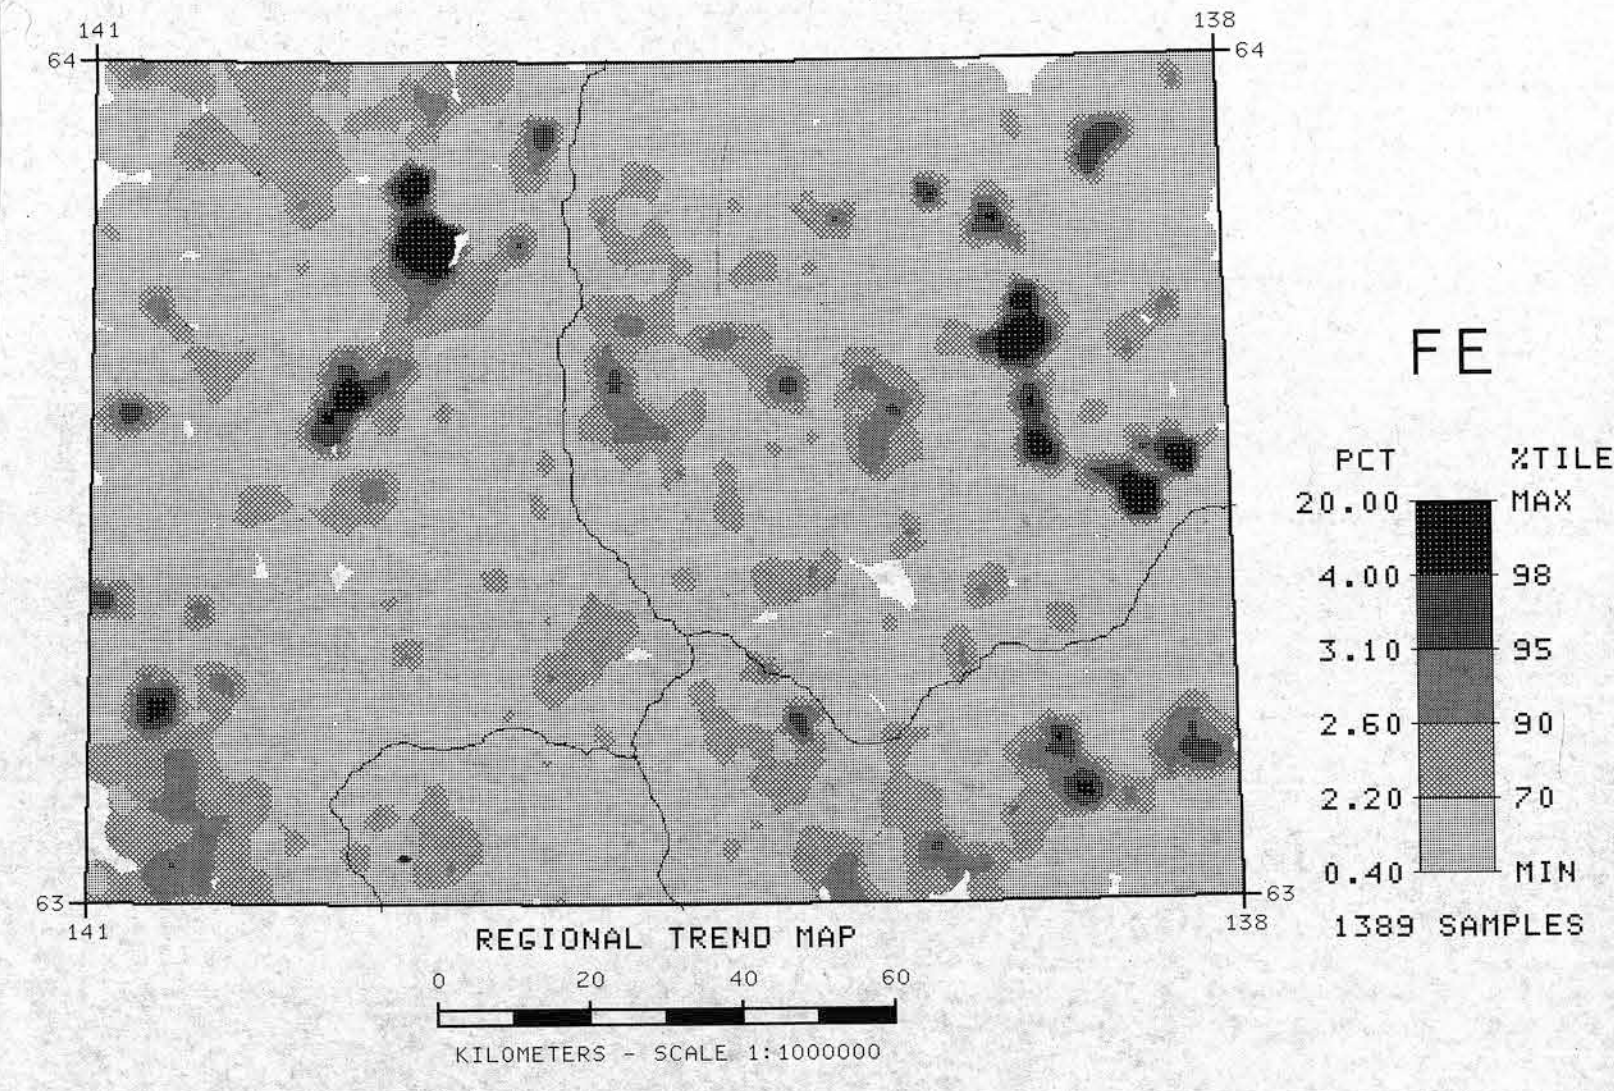 141
138
64
64
FE
PCT %TILE
20.00 MAX
4.00 98
3.10 95
2.60 90
2.20 70
0.40 MIN
63
63
141
138
1389 SAMPLES
REGIONAL TREND MAP
0 20 40 60
KILOMETERS - SCALE 1:1000000